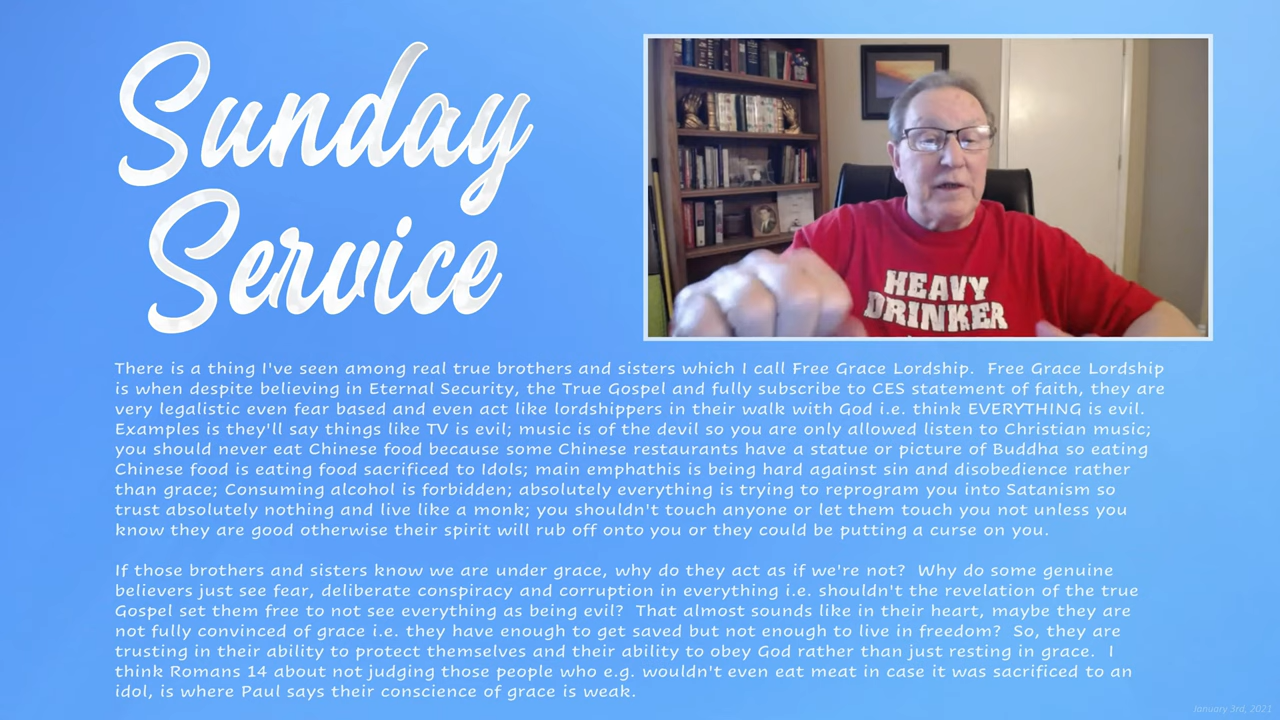 Sunday
Service
HEAVY
DRINKER
There is a thing I've seen among real true brothers and sisters which I call Free Grace Lordship.  Free Grace Lordship
is when despite believing in Eternal Security, the True Gospel and fully subscribe to CES statement of faith, they are
very legalistic even fear based and even act like lordshippers in their walk with God i.e. think EVERYTHING is evil.
Examples is they'll say things like TV is evil; music is of the devil so you are only allowed listen to Christian music;
you should never eat Chinese food because some Chinese restaurants have a statue or picture of Buddha so eating
Chinese food is eating food sacrificed to Idols; main emphathis is being hard against sin and disobedience rather
than grace; Consuming alcohol is forbidden; absolutely everything is trying to reprogram you into Satanism so
trust absolutely nothing and live like a monk; you shouldn't touch anyone or let them touch you not unless you
know they are good otherwise their spirit will rub off onto you or they could be putting a curse on you.
If those brothers and sisters know we are under grace, why do they act as if we're not?  Why do some genuine
believers just see fear, deliberate conspiracy and corruption in everything i.e. shouldn't the revelation of the true
Gospel set them free to not see everything as being evil?  That almost sounds like in their heart, maybe they are
not fully convinced of grace i.e. they have enough to get saved but not enough to live in freedom?  So, they are
trusting in their ability to protect themselves and their ability to obey God rather than just resting in grace.  I
think Romans 14 about not judging those people who e.g. wouldn't even eat meat in case it was sacrificed to an
idol, is where Paul says their conscience of grace is weak.
January 3rd, 2021